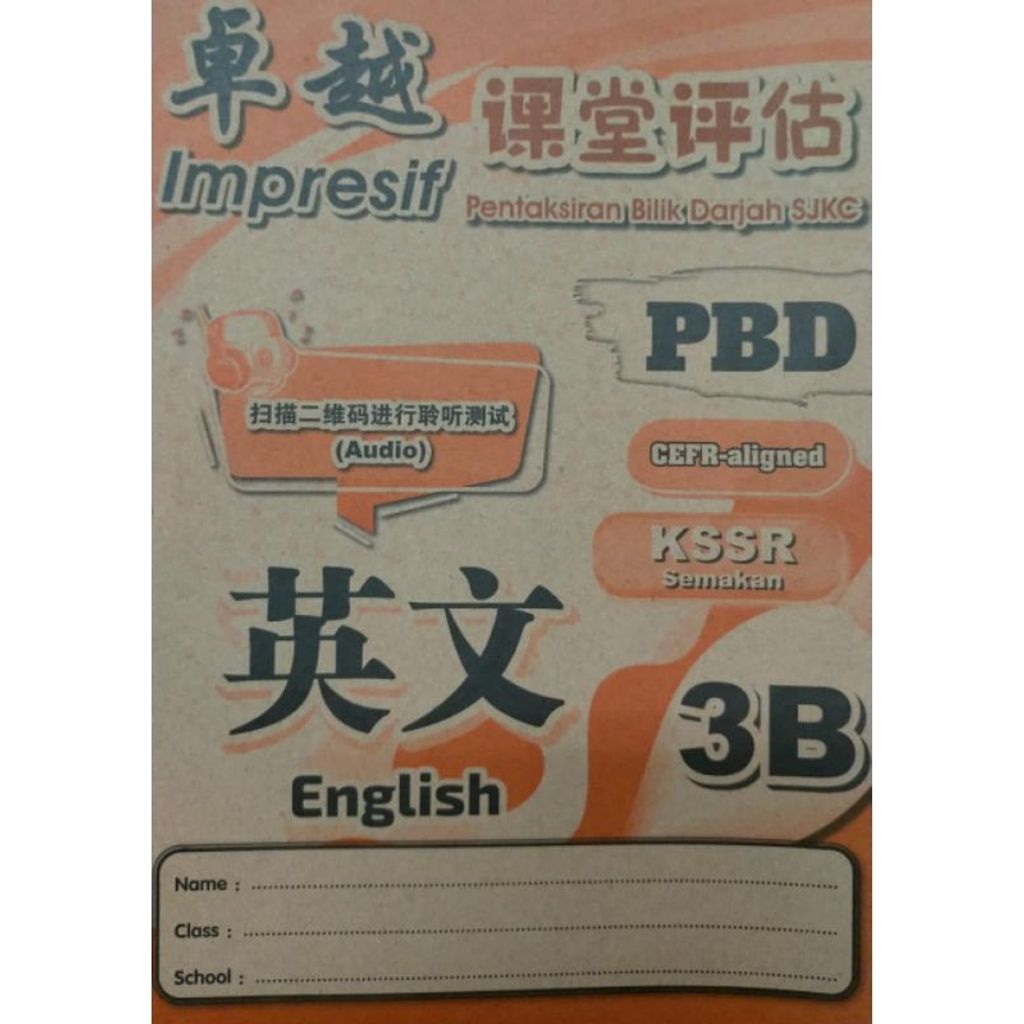 卓越
Impresif
课堂评估
Pentaksiran Bilik Darjah SJKC
PBD
扫描二维码进行聆听测试
(Audio)
CEFR-aligned
KSSR
Semakan
英文
English
3B
Name :
Class :
School :